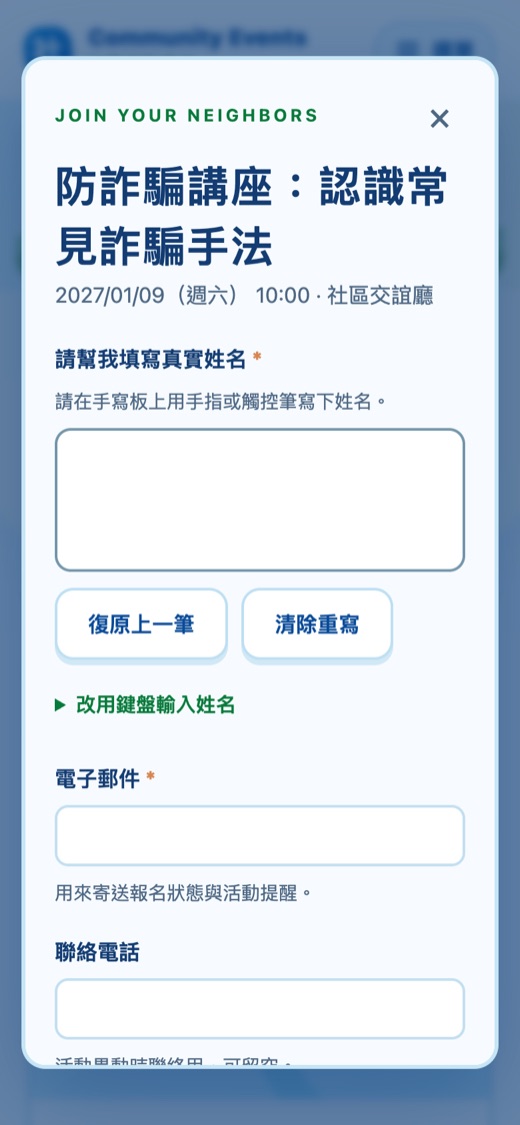 Community Events
JOIN YOUR NEIGHBORS
×
防詐騙講座：認識常
見詐騙手法
2027/01/09（週六） 10:00 · 社區交誼廳
請幫我填寫真實姓名 *
請在手寫板上用手指或觸控筆寫下姓名。
復原上一筆
清除重寫
改用鍵盤輸入姓名
電子郵件 *
用來寄送報名狀態與活動提醒。
聯絡電話